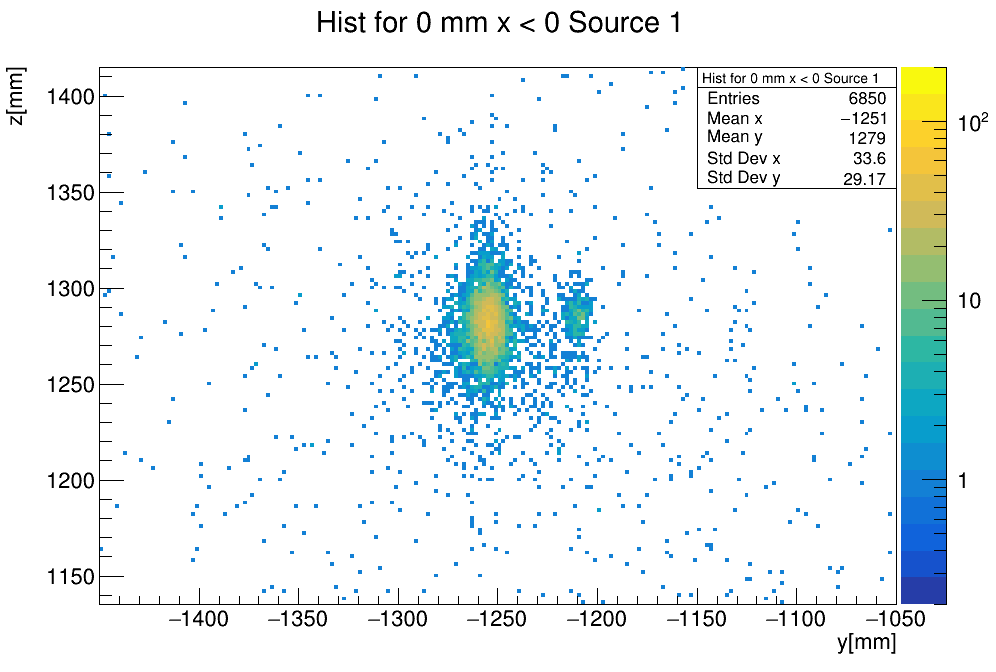 Hist for 0 mm x < 0 Source 1
z[mm]
1400
1350
1300
1250
1200
1150
Hist for 0 mm x < 0 Source 1
Entries 6850
Mean x −1251
Mean y 1279
Std Dev x 33.6
Std Dev y 29.17
10²
10
1
−1400 −1350 −1300 −1250 −1200 −1150 −1100 −1050
y[mm]